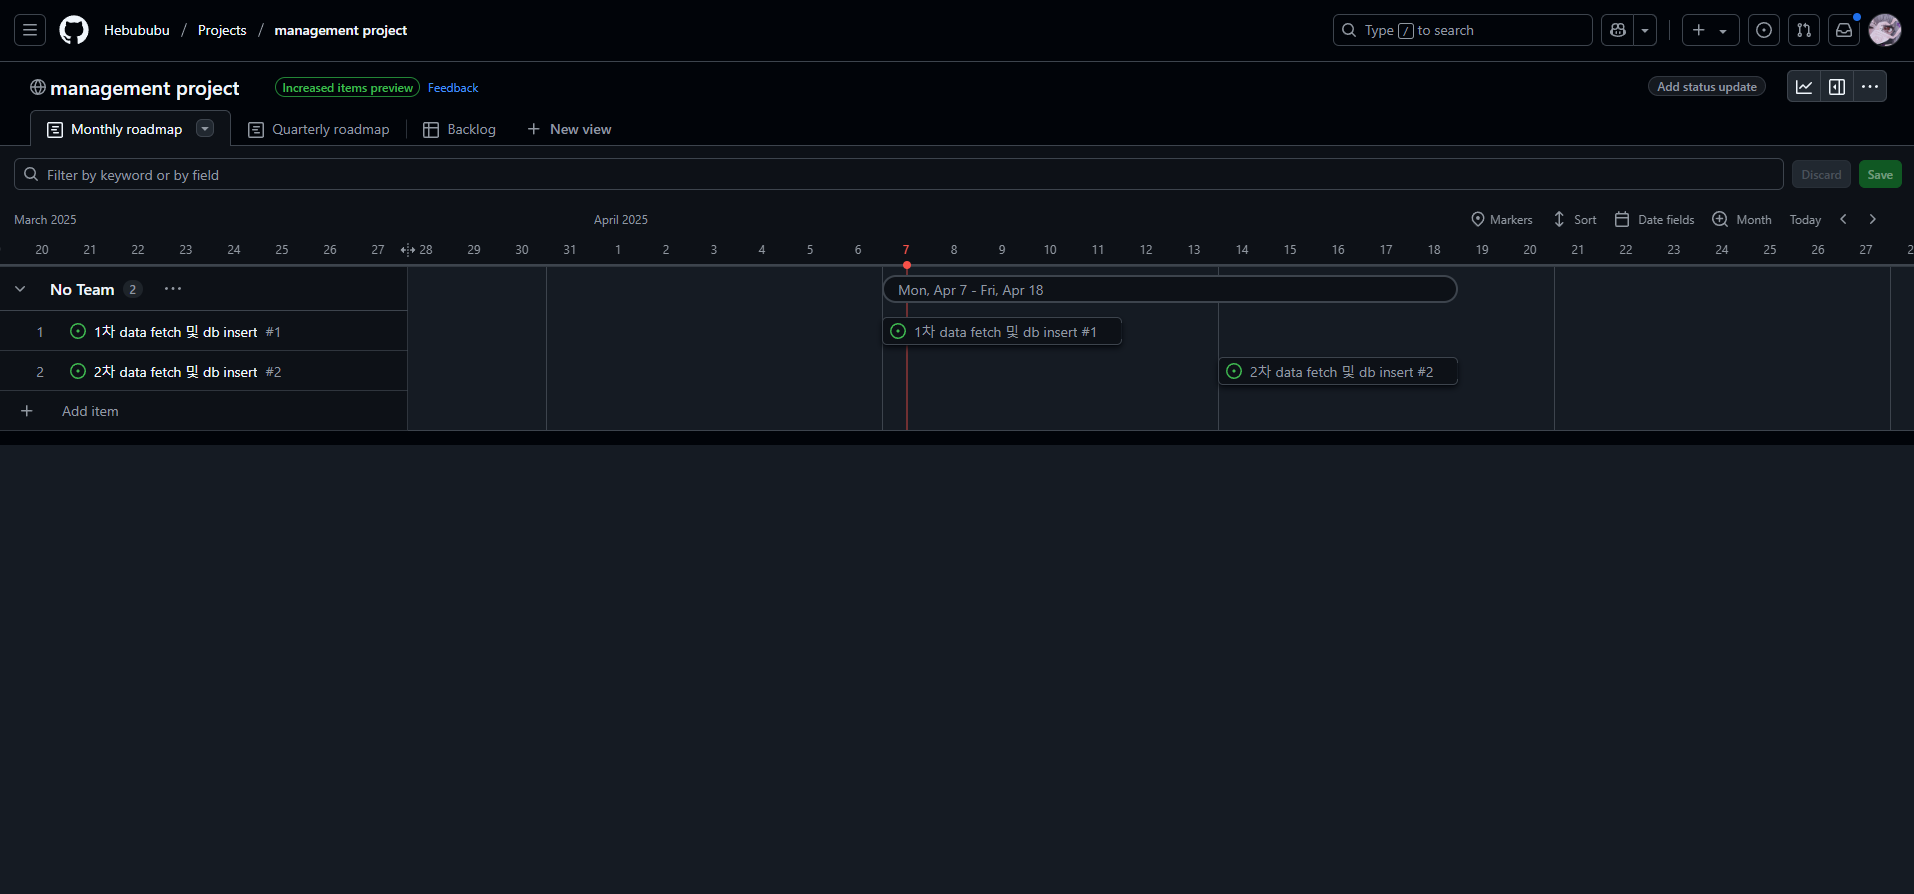 Hebububu / Projects / management project
Type / to search
management project
Increased items preview
Feedback
Add status update
Monthly roadmap
Quarterly roadmap
Backlog
New view
Filter by keyword or by field
Discard
Save
March 2025
April 2025
Markers
Sort
Date fields
Month
Today
20 21 22 23 24 25 26 27 28 29 30 31 1 2 3 4 5 6 7 8 9 10 11 12 13 14 15 16 17 18 19 20 21 22 23 24 25 26 27
No Team 2
Mon, Apr 7 - Fri, Apr 18
1 1차 data fetch 및 db insert #1
1차 data fetch 및 db insert #1
2 2차 data fetch 및 db insert #2
2차 data fetch 및 db insert #2
Add item